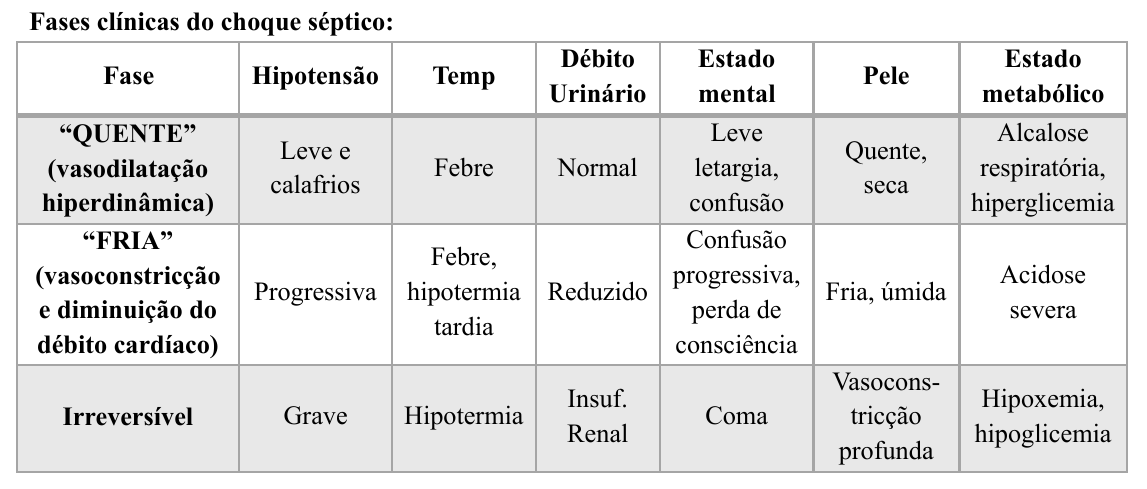 Fases clínicas do choque séptico:
Fase
Hipotensão
Temp
Débito
Urinário
Estado
mental
Pele
Estado
metabólico
“QUENTE”
(vasodilatação
hiperdinâmica)
Leve e
calafrios
Febre
Normal
Leve
letargia,
confusão
Quente,
seca
Alcalose
respiratória,
hiperglicemia
“FRIA”
(vasoconstricção
e diminuição do
débito cardíaco)
Progressiva
Febre,
hipotermia
tardia
Reduzido
Confusão
progressiva,
perda de
consciência
Fria, úmida
Acidose
severa
Irreversível
Grave
Hipotermia
Insuf.
Renal
Coma
Vasocons-
tricção
profunda
Hipoxemia,
hipoglicemia